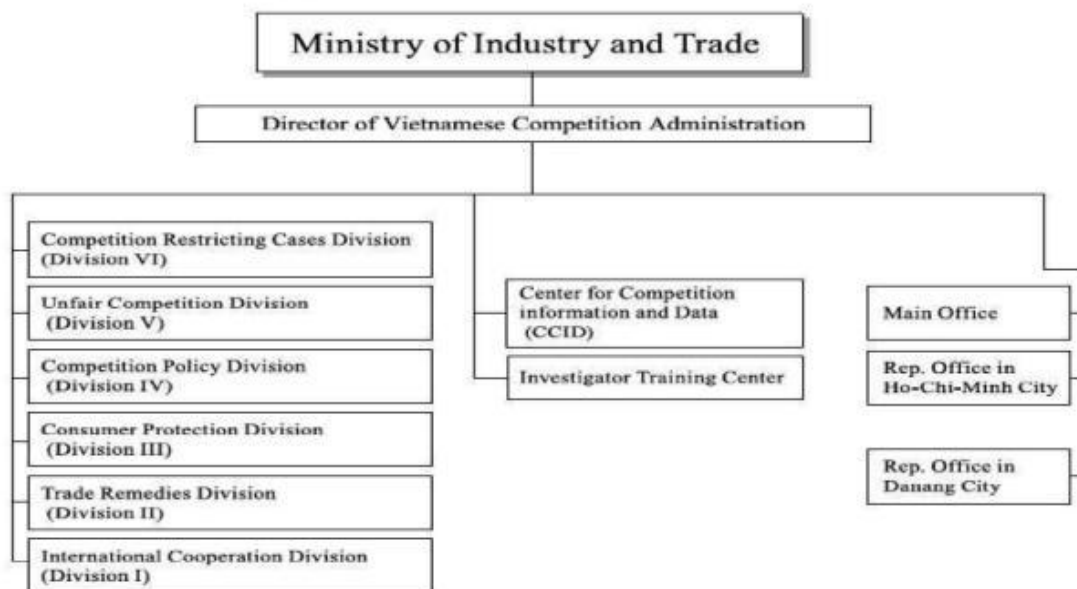 Ministry of Industry and Trade
Director of Vietnamese Competition Administration
Competition Restricting Cases Division
(Division VI)
Unfair Competition Division
(Division V)
Competition Policy Division
(Division IV)
Consumer Protection Division
(Division III)
Trade Remedies Division
(Division II)
International Cooperation Division
(Division I)
Center for Competition
information and Data
(CCID)
Investigator Training Center
Main Office
Rep. Office in
Ho-Chi-Minh City
Rep. Office in
Danang City